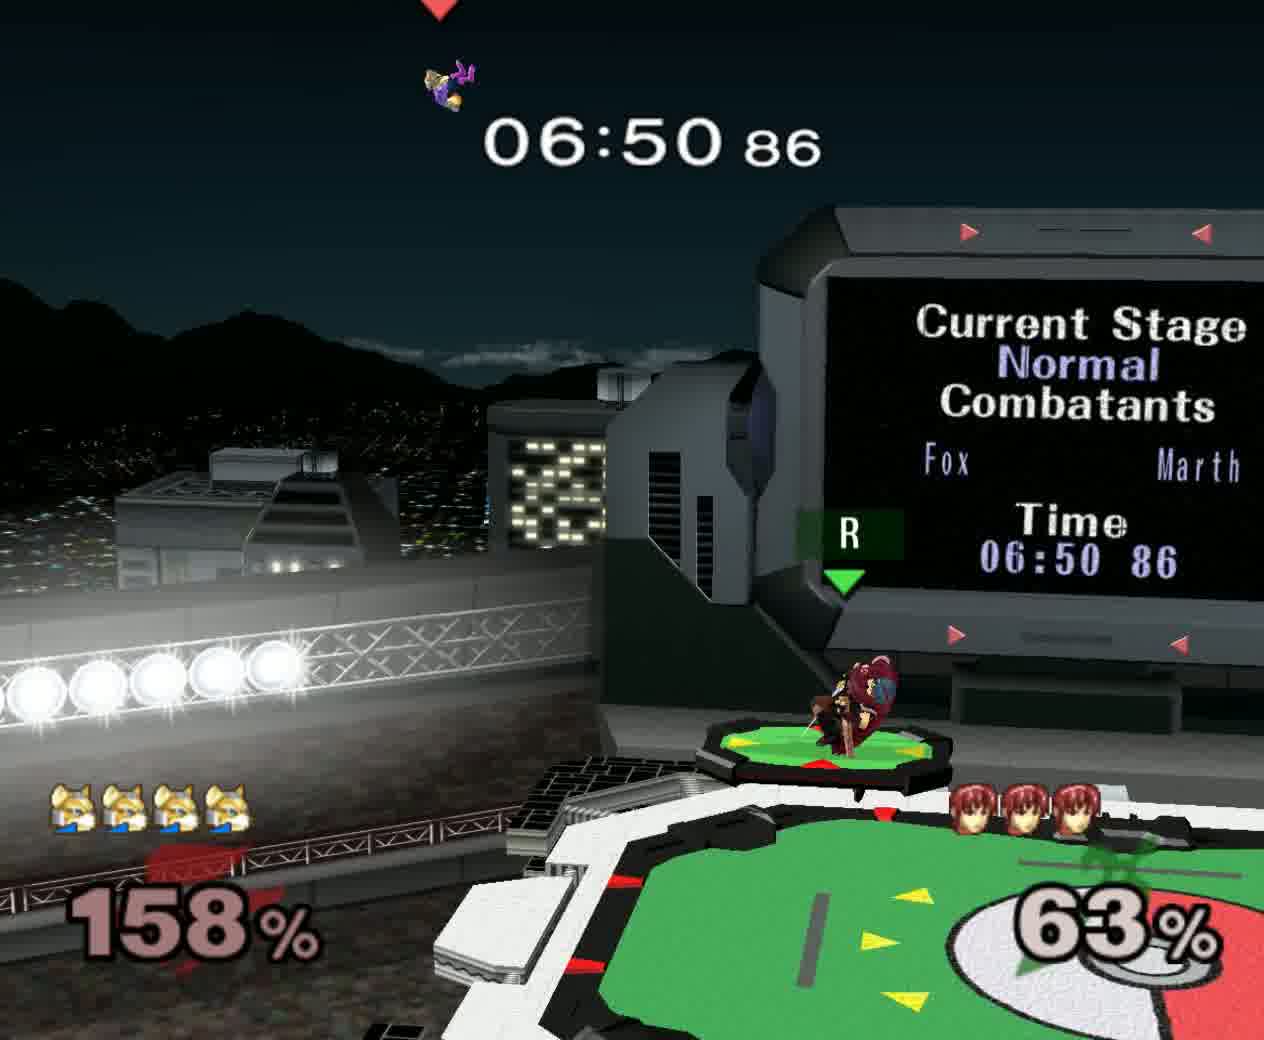 06:50 86
Current Stage
Normal
Combatants
Fox Marth
R
Time
06:50 86
158%
63%